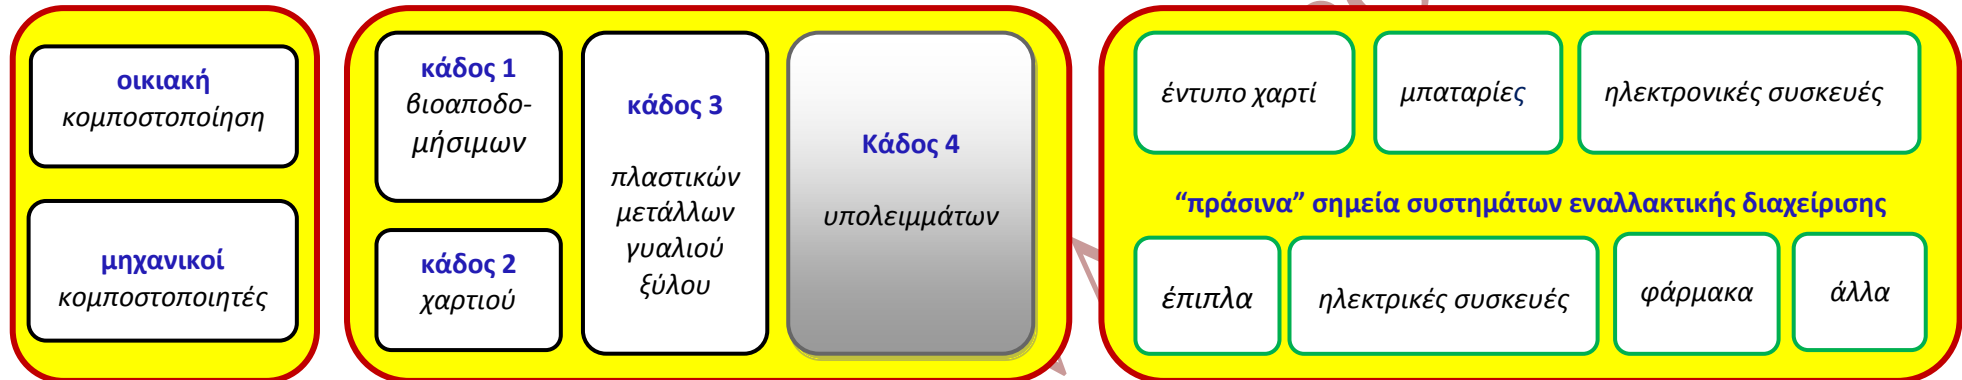 οικιακή
κομποστοποίηση
μηχανικοί
κομποστοποιητές
κάδος 1
βιοαποδο-
μήσιμων
κάδος 2
χαρτιού
κάδος 3
πλαστικών
μετάλλων
γυαλιού
ξύλου
Κάδος 4
υπολειμμάτων
έντυπο χαρτί
μπαταρίες
ηλεκτρονικές συσκευές
“πράσινα” σημεία συστημάτων εναλλακτικής διαχείρισης
έπιπλα
ηλεκτρικές συσκευές
φάρμακα
άλλα